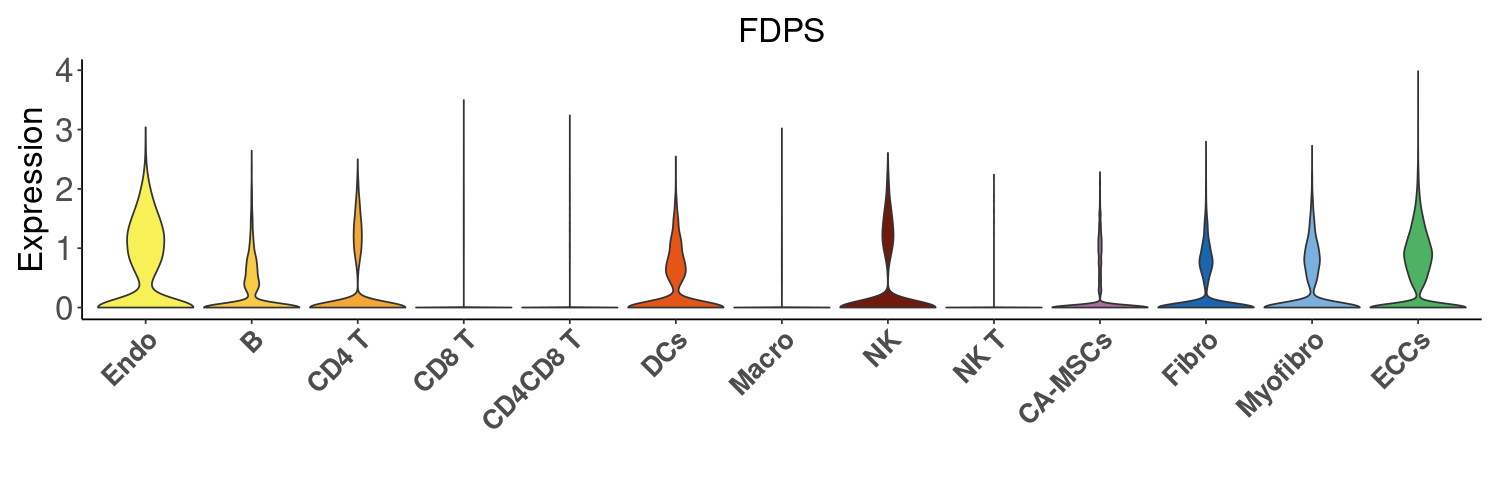 FDPS
Expression
4
3
2
1
0
Endo
B
CD4 T
CD8 T
CD4CD8 T
DCs
Macro
NK
NK T
CA-MSCs
Fibro
Myofibro
ECCs